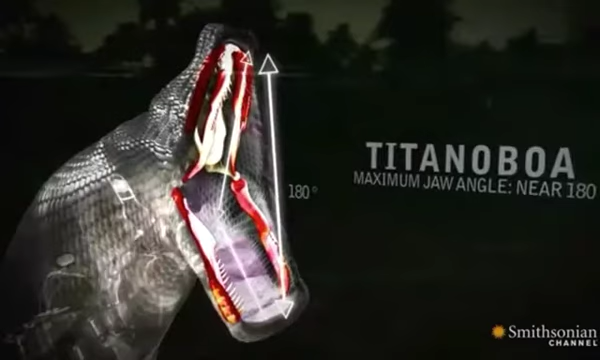 TITANOBOA
MAXIMUM JAW ANGLE: NEAR 180
180°
Smithsonian
CHANNEL